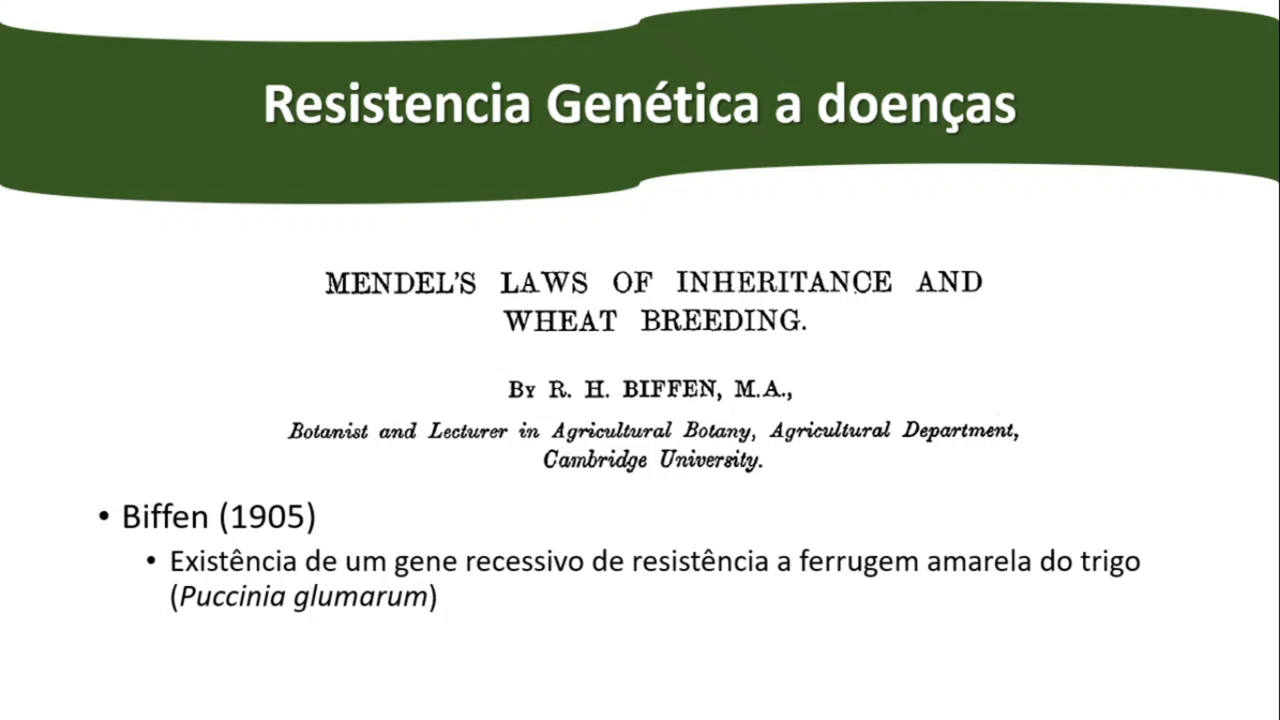 Resistencia Genética a doenças
MENDEL'S LAWS OF INHERITANCE AND
WHEAT BREEDING.
By R. H. BIFFEN, M.A.,
Botanist and Lecturer in Agricultural Botany, Agricultural Department,
Cambridge University.
• Biffen (1905)
• Existência de um gene recessivo de resistência a ferrugem amarela do trigo
(Puccinia glumarum)